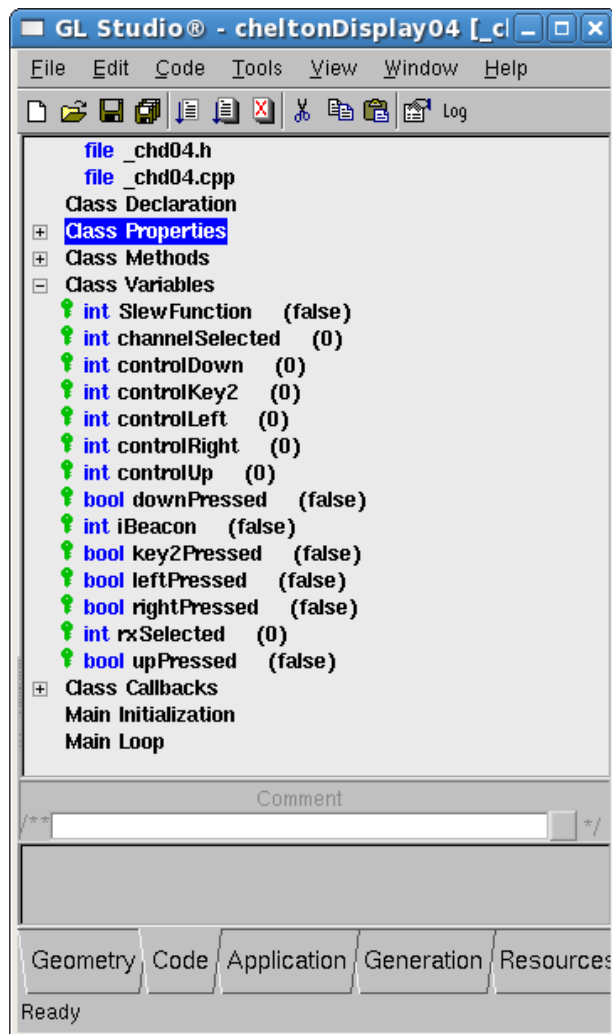 GL Studio® - cheltonDisplay04 [_cl
File Edit Code Tools View Window Help
Log
file _chd04.h
file _chd04.cpp
Class Declaration
Class Properties
Class Methods
Class Variables
int SlewFunction (false)
int channelSelected (0)
int controlDown (0)
int controlKey2 (0)
int controlLeft (0)
int controlRight (0)
int controlUp (0)
bool downPressed (false)
int iBeacon (false)
bool key2Pressed (false)
bool leftPressed (false)
bool rightPressed (false)
int rxSelected (0)
bool upPressed (false)
Class Callbacks
Main Initialization
Main Loop
Comment
/** */
Geometry Code Application Generation Resources
Ready